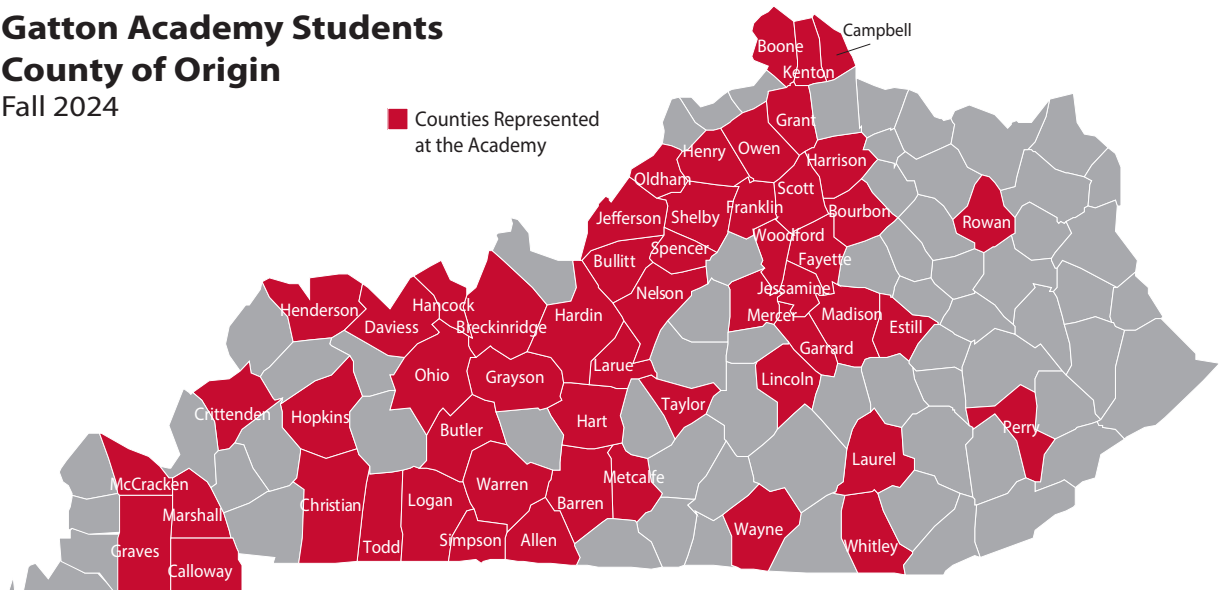 Gatton Academy Students
County of Origin
Fall 2024
Counties Represented
at the Academy
Campbell
Boone
Kenton
Grant
Owen
Henry
Harrison
Oldham
Scott
Franklin
Bourbon
Jefferson
Shelby
Rowan
Woodford
Spencer
Fayette
Bullitt
Jessamine
Nelson
Hancock
Henderson
Hardin
Mercer
Madison
Daviess
Breckinridge
Estill
Garrard
Larue
Ohio
Grayson
Lincoln
Taylor
Crittenden
Hopkins
Hart
Perry
Butler
Laurel
Metcalfe
McCracken
Warren
Logan
Barren
Christian
Marshall
Wayne
Simpson
Allen
Todd
Whitley
Graves
Calloway